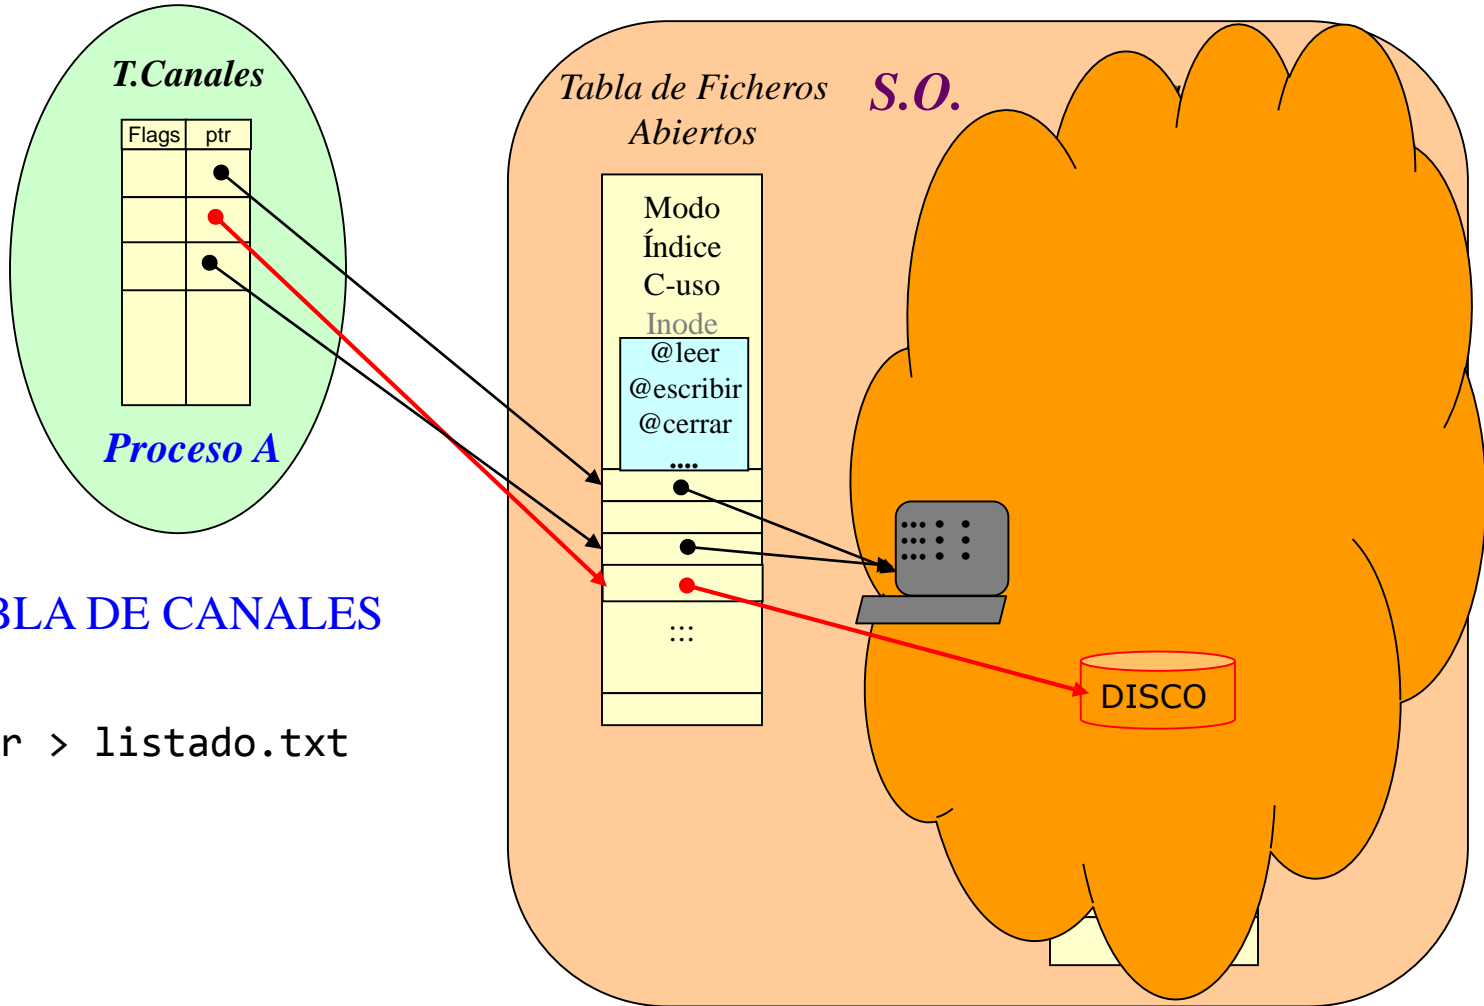 T.Canales
Flags ptr
Proceso A
BLA DE CANALES
r > listado.txt
Tabla de Ficheros
Abiertos
S.O.
Modo
Índice
C-uso
Inode
@leer
@escribir
@cerrar
....
:::
DISCO